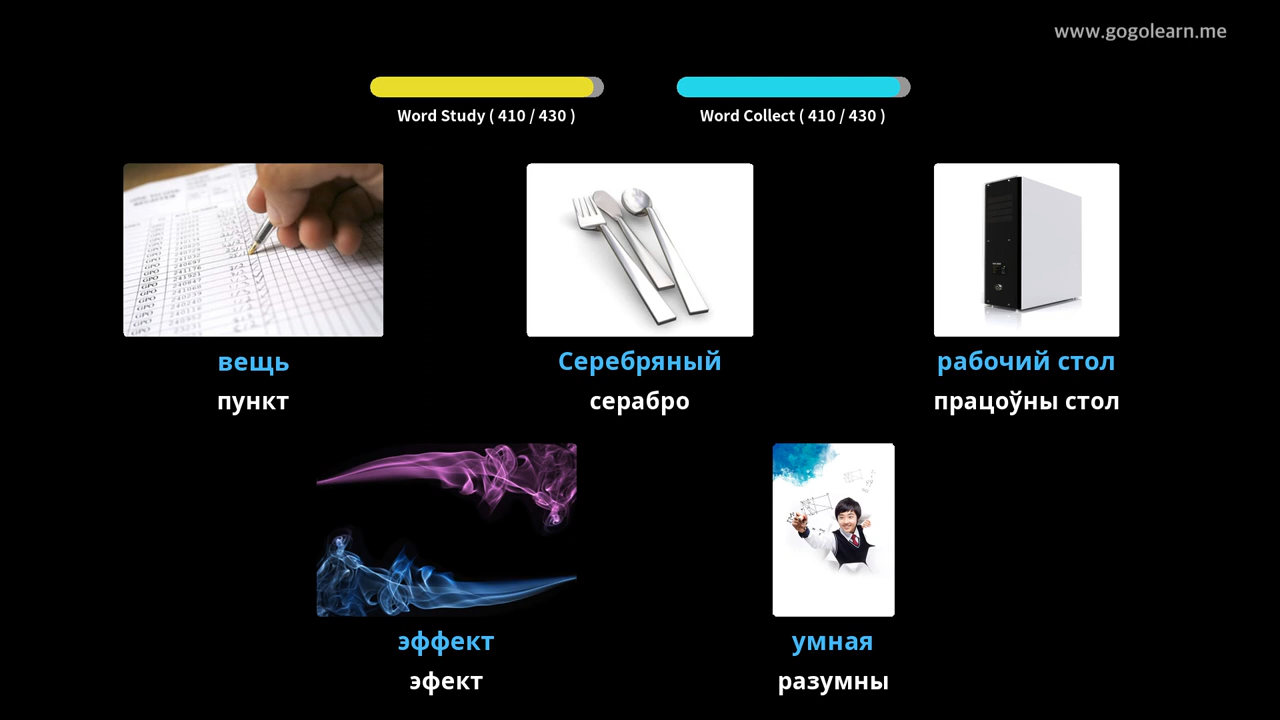 www.gogolearn.me
Word Study ( 410 / 430 )
Word Collect ( 410 / 430 )
вещь
пункт
Серебряный
серабро
рабочий стол
працоўны стол
эффект
эфект
умная
разумны